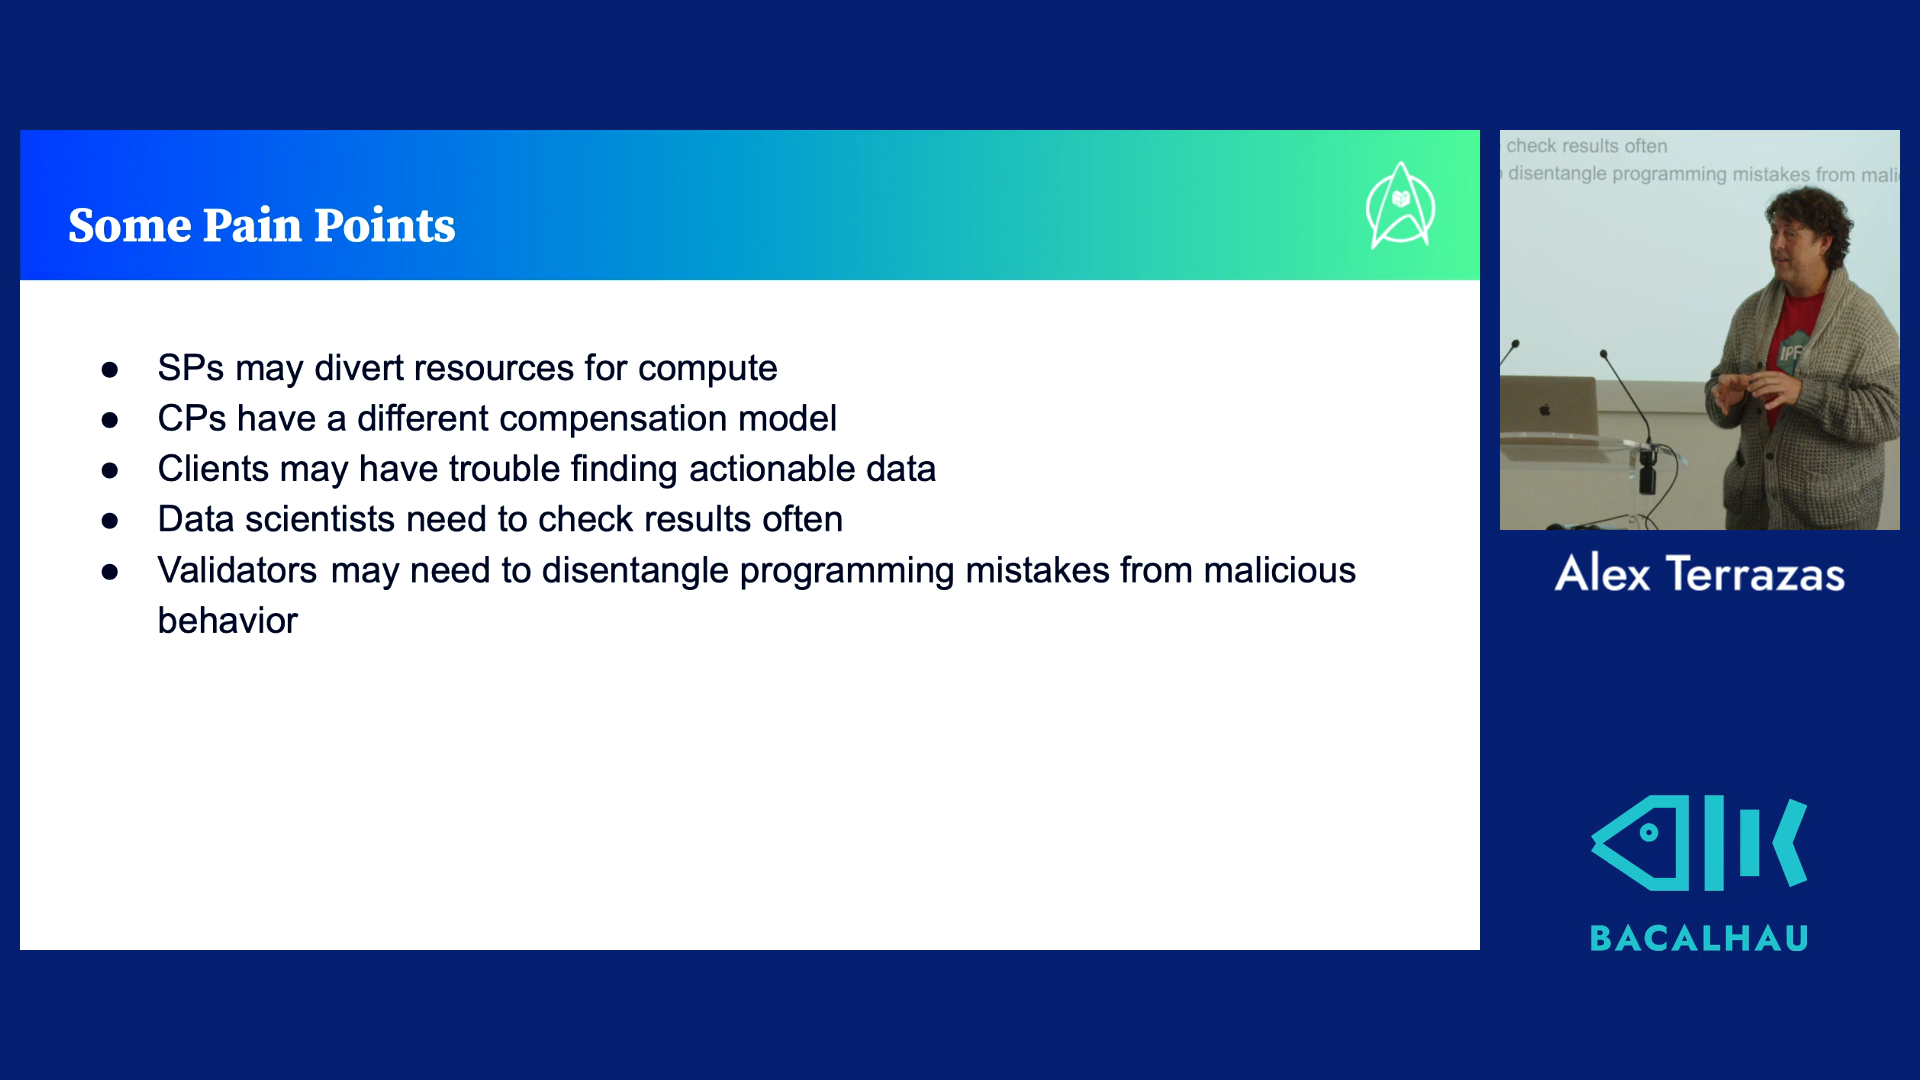 Some Pain Points
● SPs may divert resources for compute
● CPs have a different compensation model
● Clients may have trouble finding actionable data
● Data scientists need to check results often
● Validators may need to disentangle programming mistakes from malicious
behavior
check results often
disentangle programming mistakes from mali
IPF
Alex Terrazas
BACALHAU